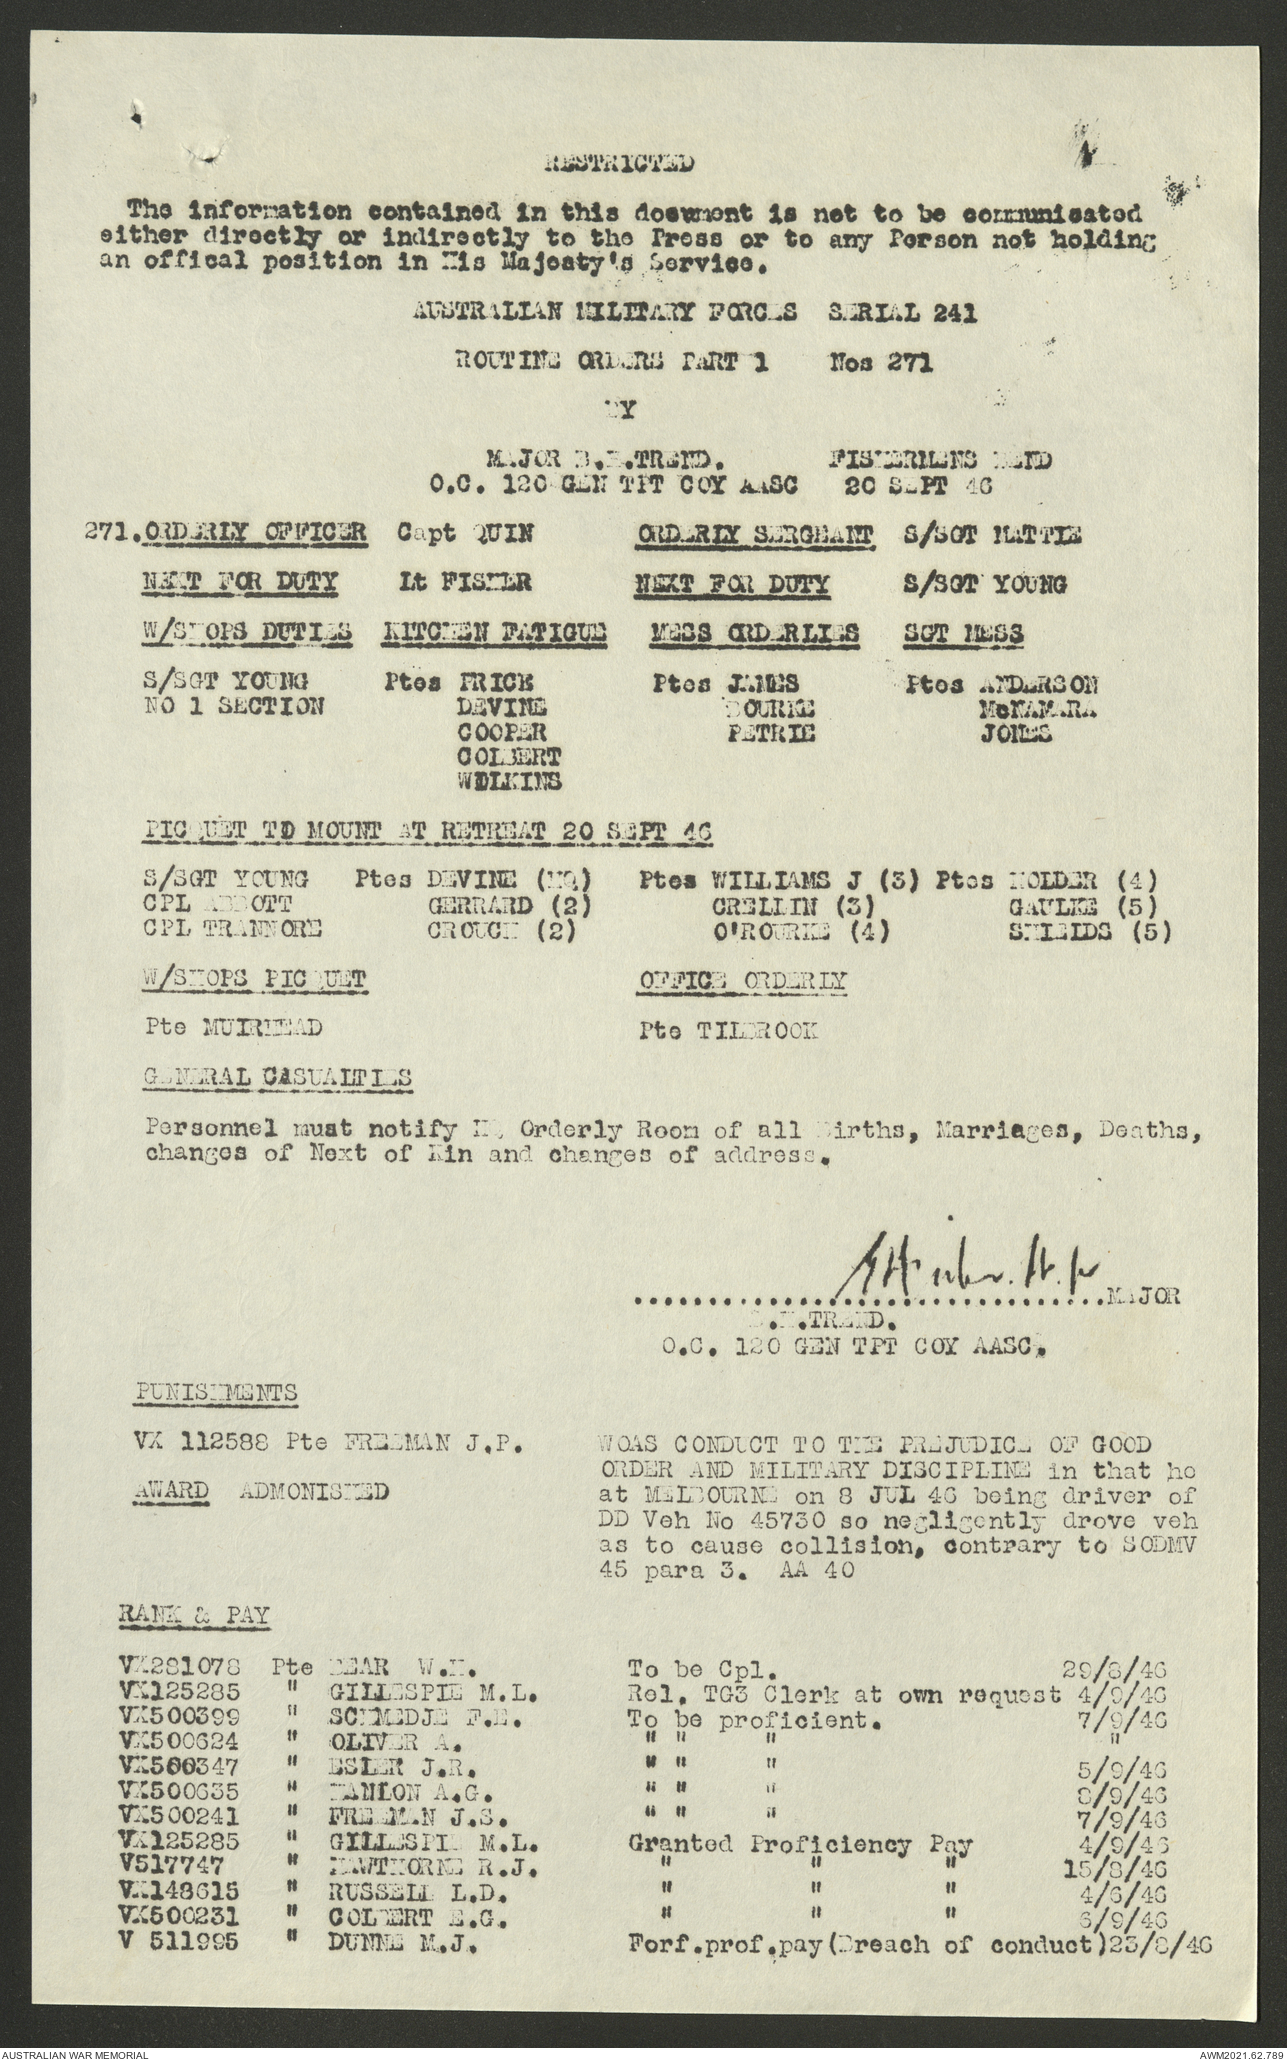 RESTRICTED
The information contained in this document is not to be communicated
either directly or indirectly to the Press or to any Person not holding
an offical position in His Majesty's Service.
AUSTRALIAN MILITARY FORCES SERIAL 241
ROUTINE ORDERS PART 1 Nos 271
BY
MAJOR TREND. FISHERMENS BEND
O.C. 120 GEN TPT COY AASC 20 SEPT 46
271. ORDERLY OFFICER Capt QUIN ORDERLY SERGEANT S/SGT MATTIE
NEXT FOR DUTY Lt FISHER NEXT FOR DUTY S/SGT YOUNG
W/SHOPS DUTIES KITCHEN FATIGUE MESS ORDERLIES SGT MESS
S/SGT YOUNG Ptes PRICE Ptes JAMES Ptes ANDERSON
NO 1 SECTION DEVINE BOURKE McNAMARA
COOPER PETRIE JONES
COLBERT
WILKINS
PICQUET TO MOUNT AT RETREAT 20 SEPT 46
S/SGT YOUNG Ptes DEVINE (HQ) Ptes WILLIAMS J (3) Ptes HOLDER (4)
CPL ABBOTT GERRARD (2) CRELLIN (3) GAULKE (5)
CPL TRANNORE CROUCH (2) O'ROURKE (4) SHIELDS (5)
W/SHOPS PICQUET OFFICE ORDERLY
Pte MUIRHEAD Pte TILBROOK
GENERAL CASUALTIES
Personnel must notify HQ Orderly Room of all Births, Marriages, Deaths,
changes of Next of Kin and changes of address.
MAJOR
TREND.
O.C. 120 GEN TPT COY AASC.
PUNISHMENTS
VX 112588 Pte FREEMAN J.P. WOAS CONDUCT TO THE PREJUDICE OF GOOD
ORDER AND MILITARY DISCIPLINE in that he
AWARD ADMONISHED at MELBOURNE on 8 JUL 46 being driver of
DD Veh No 45730 so negligently drove veh
as to cause collision, contrary to SODMV
45 para 3. AA 40
RANK & PAY
VX281078 Pte BEAR W.H. To be Cpl. 29/8/46
VX125285 " GILLESPIE M.L. Rel. TG3 Clerk at own request 4/9/46
VX500399 " SCHMEDJE F.E. To be proficient. 7/9/46
VX500624 " OLIVER A. " " " "
VX500347 " ESLER J.R. " " " 5/9/46
VX500635 " HANLON A.G. " " " 8/9/46
VX500241 " FREEMAN J.S. " " " 7/9/46
VX125285 " GILLESPIE M.L. Granted Proficiency Pay 4/9/46
V517747 " HAWTHORNE R.J. " " " 15/8/46
VX148615 " RUSSELL L.D. " " " 4/6/46
VX500231 " COLBERT E.G. " " " 6/9/46
V 511995 " DUNNE M.J. Forf.prof.pay(Breach of conduct)23/8/46
AUSTRALIAN WAR MEMORIAL AWM2021.62.789